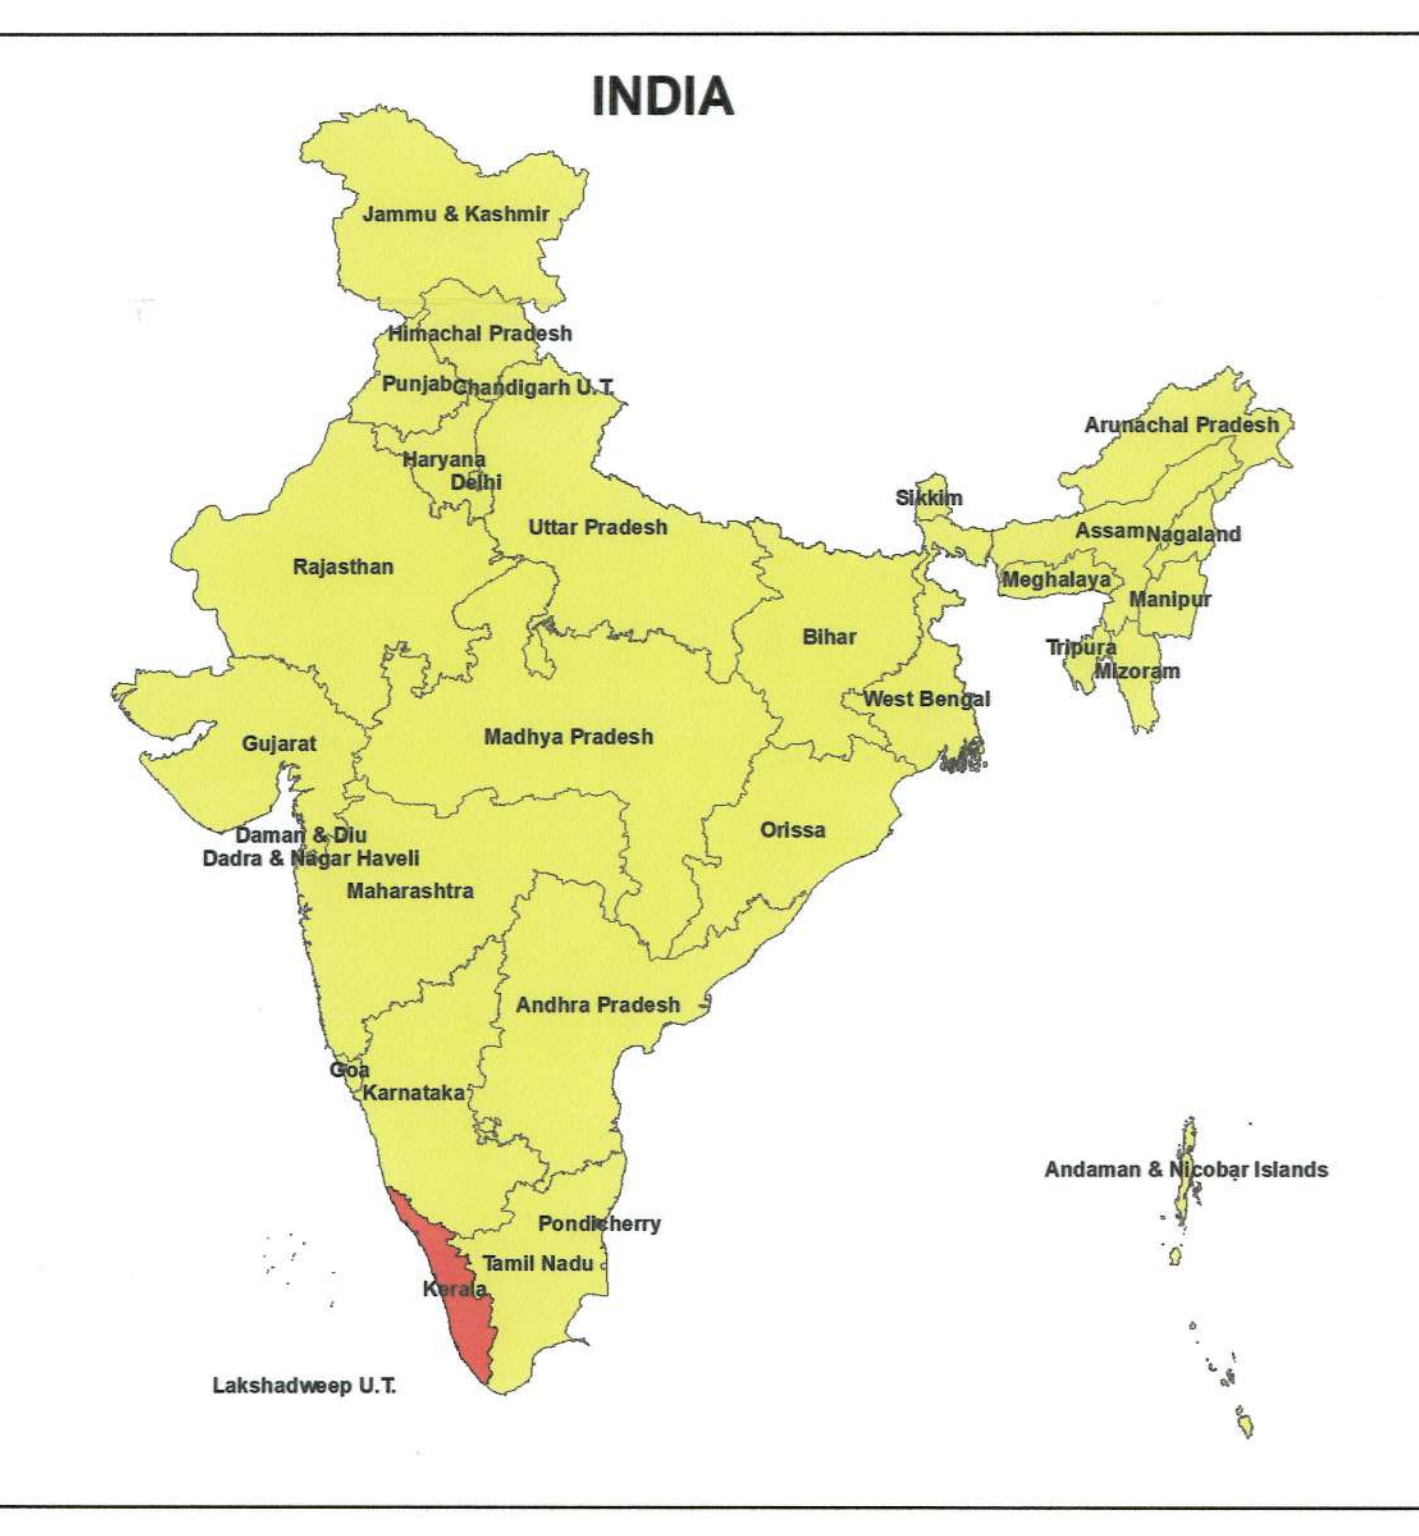 INDIA
Jammu & Kashmir
Himachal Pradesh
Punjab
Chandigarh U.T.
Arunachal Pradesh
Haryana
Delhi
Sikkim
Uttar Pradesh
Assam
Nagaland
Rajasthan
Meghalaya
Manipur
Bihar
Tripura
Mizoram
West Bengal
Gujarat
Madhya Pradesh
Orissa
Daman & Diu
Dadra & Nagar Haveli
Maharashtra
Andhra Pradesh
Goa
Karnataka
Andaman & Nicobar Islands
Pondicherry
Tamil Nadu
Kerala
Lakshadweep U.T.